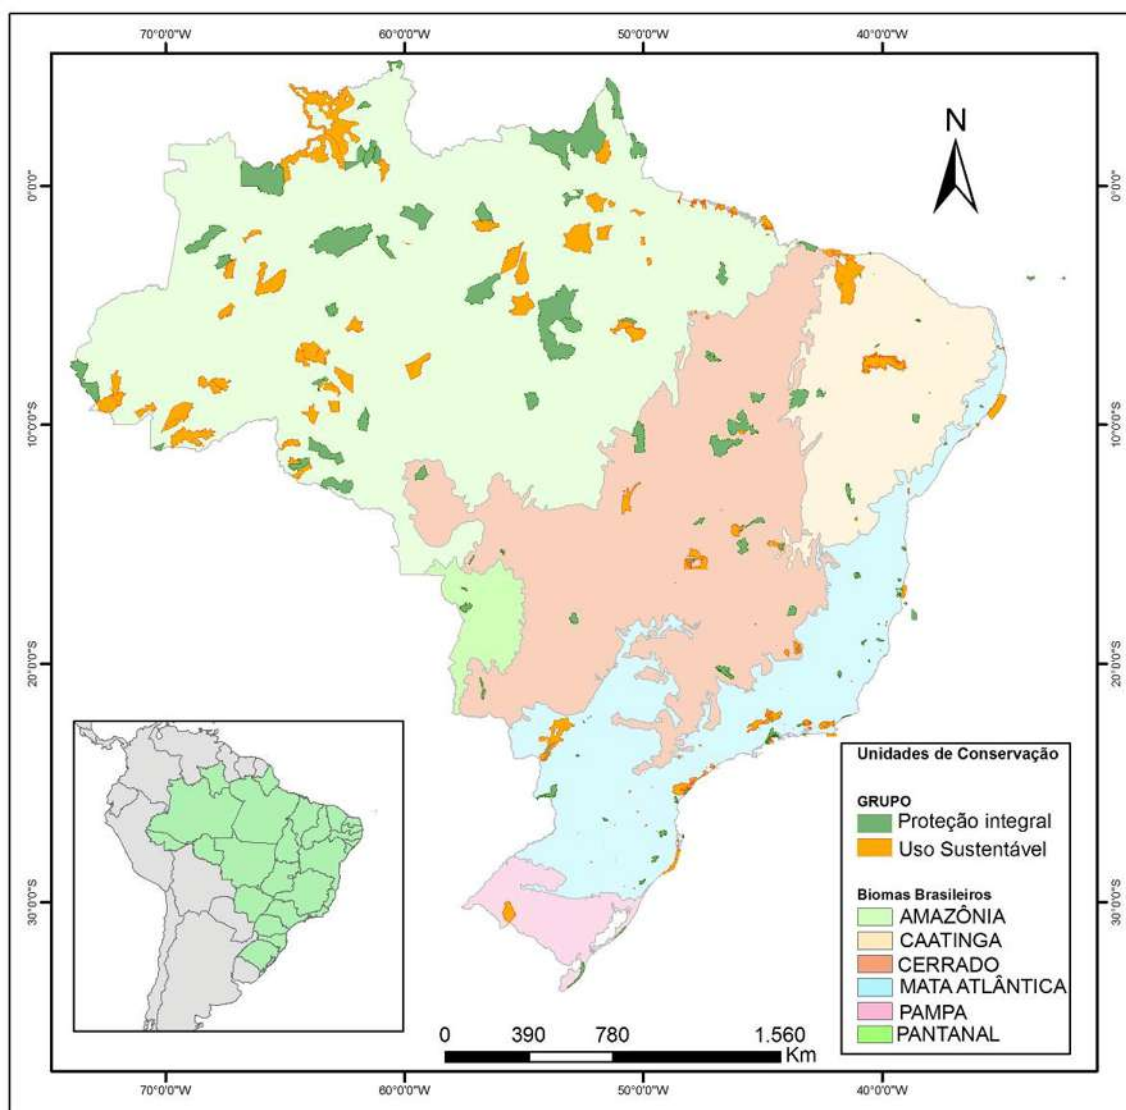 70°0'0"W 60°0'0"W 50°0'0"W 40°0'0"W
N
0°0'0" 0°0'0"
10°0'0"S 10°0'0"S
20°0'0"S 20°0'0"S
30°0'0"S 30°0'0"S
Unidades de Conservação
GRUPO
Proteção integral
Uso Sustentável
Biomas Brasileiros
AMAZÔNIA
CAATINGA
CERRADO
MATA ATLÂNTICA
PAMPA
PANTANAL
0 390 780 1.560
Km
70°0'0"W 60°0'0"W 50°0'0"W 40°0'0"W